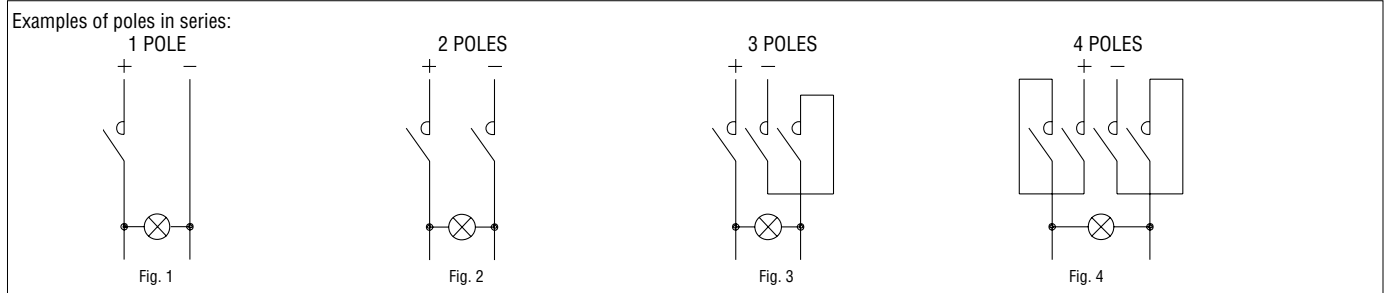 Examples of poles in series:
1 POLE 2 POLES 3 POLES 4 POLES
+ — + — + — + —
Fig. 1 Fig. 2 Fig. 3 Fig. 4